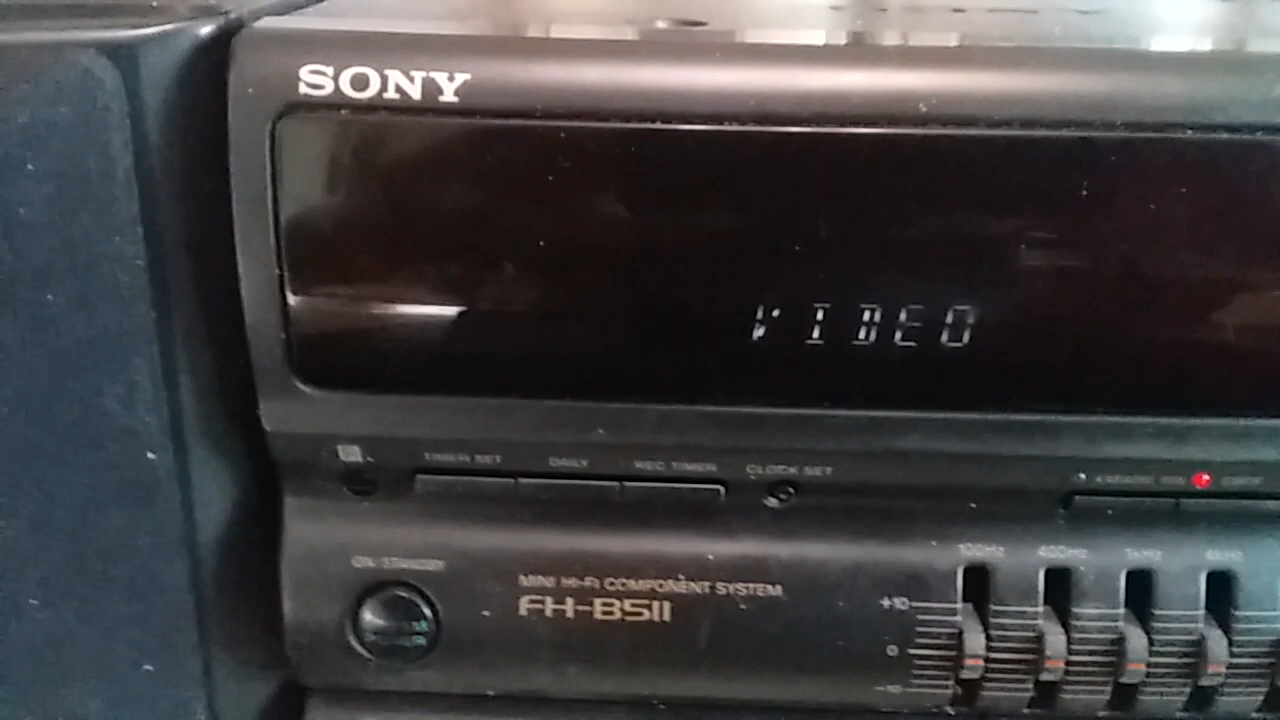 SONY
VIDEO
TIMER SET DAILY REC TIMER CLOCK SET
ON/STANDBY
MINI HI-FI COMPONENT SYSTEM
FH-B511
100Hz 400Hz 1kHz
+10
0
-10